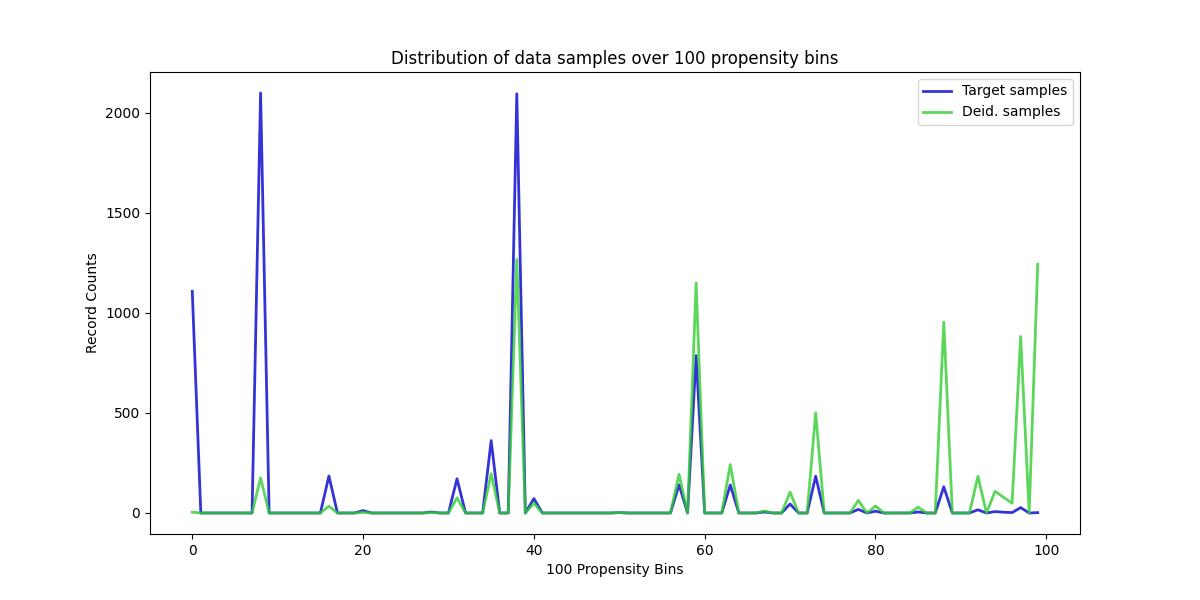 Distribution of data samples over 100 propensity bins
Target samples
Deid. samples
Record Counts
2000
1500
1000
500
0
0 20 40 60 80 100
100 Propensity Bins